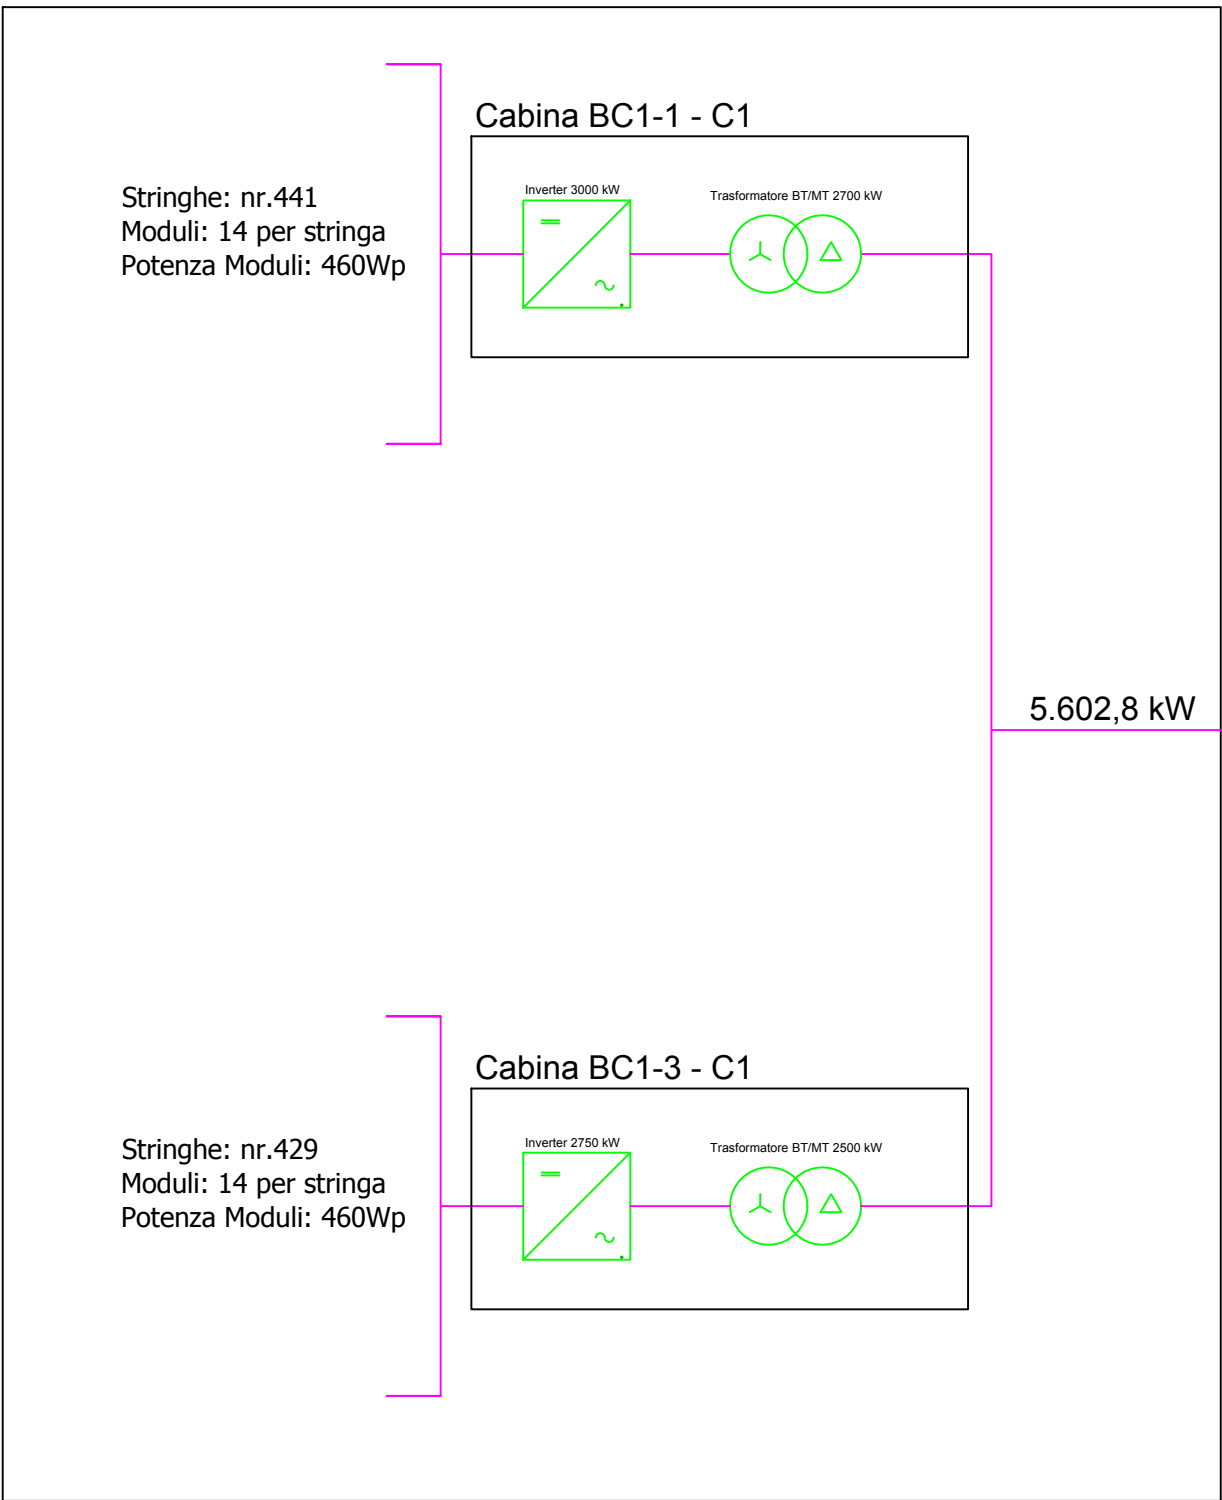 Cabina BC1-1 - C1
Inverter 3000 kW
Trasformatore BT/MT 2700 kW
Stringhe: nr.441
Moduli: 14 per stringa
Potenza Moduli: 460Wp
5.602,8 kW
Cabina BC1-3 - C1
Inverter 2750 kW
Trasformatore BT/MT 2500 kW
Stringhe: nr.429
Moduli: 14 per stringa
Potenza Moduli: 460Wp